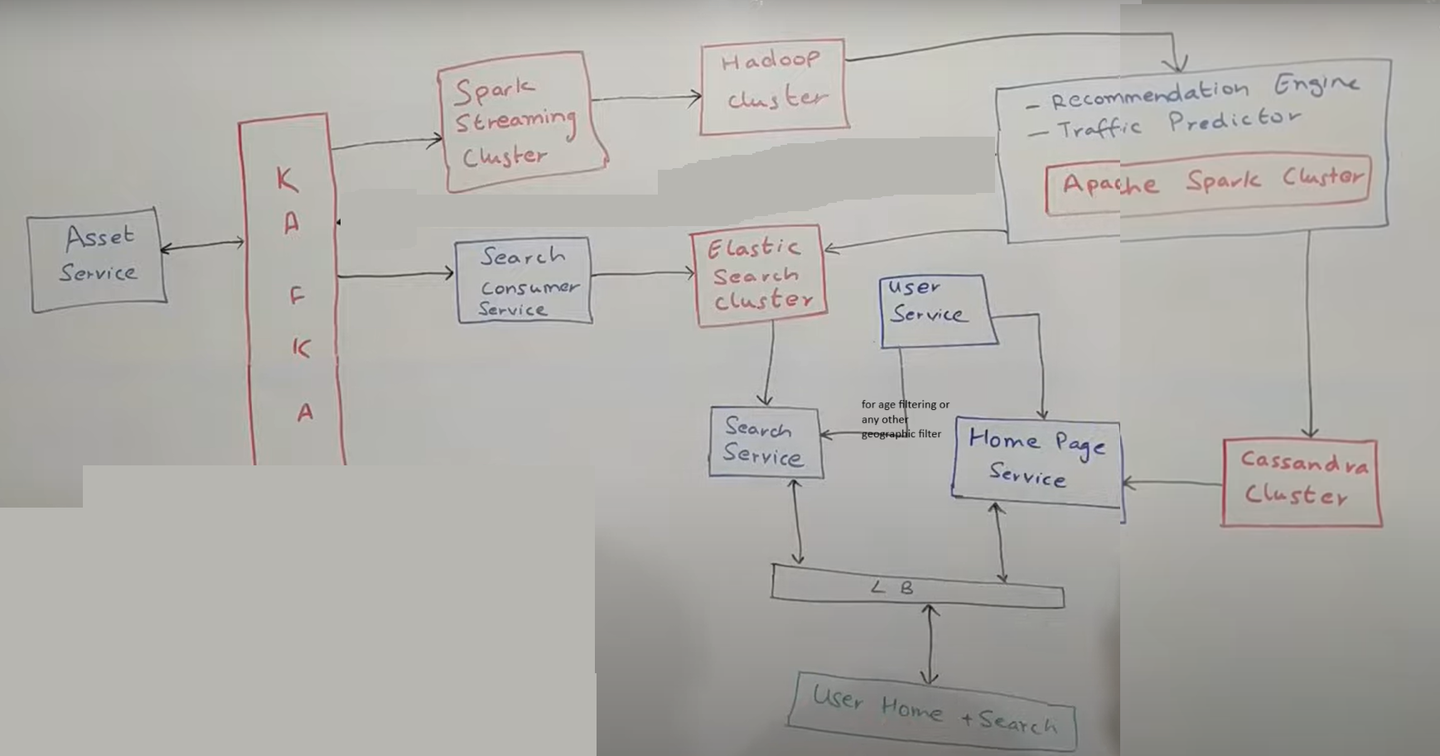 Hadoop
cluster
Spark
Streaming
Cluster
- Recommendation Engine
- Traffic Predictor
Apache Spark Cluster
K
A
F
K
A
Asset
Service
Search
Consumer
Service
Elastic
Search
Cluster
User
Service
for age filtering or
any other
geographic filter
Search
Service
Home Page
Service
Cassandra
Cluster
L B
User Home + Search